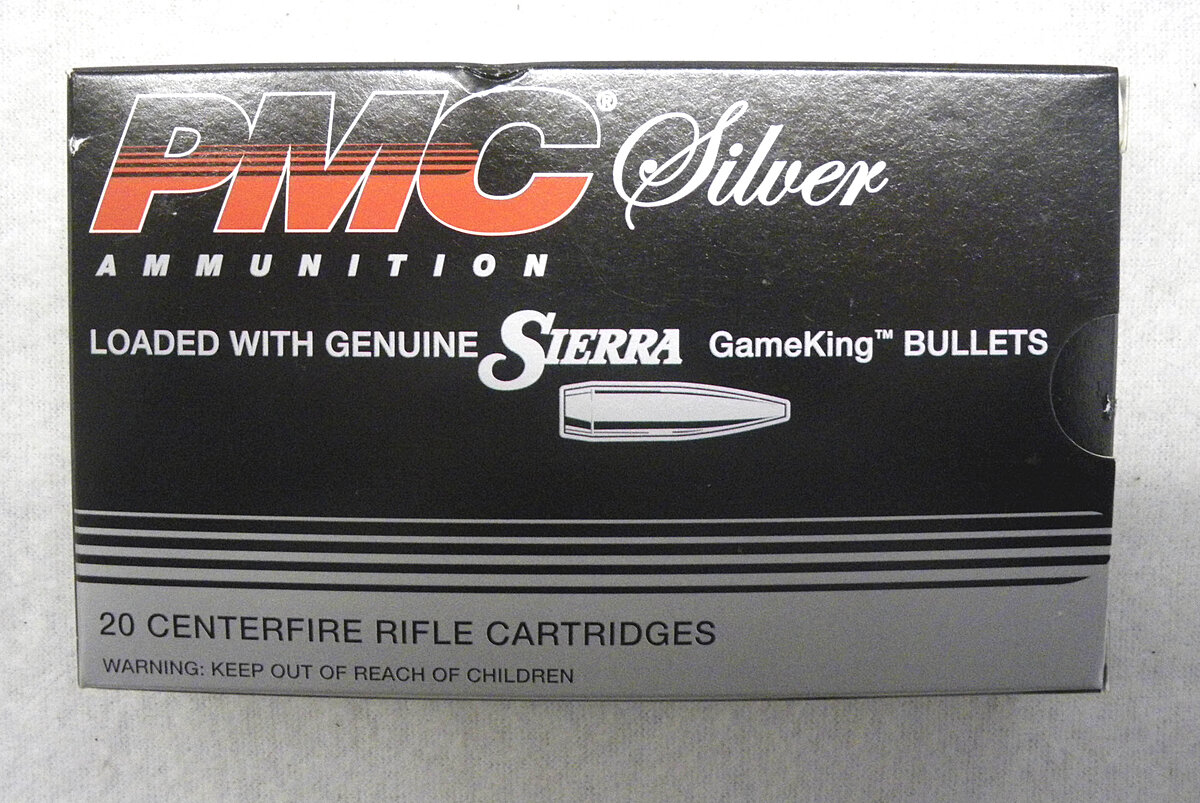 PMC® Silver
AMMUNITION
LOADED WITH GENUINE SIERRA GameKing™ BULLETS
20 CENTERFIRE RIFLE CARTRIDGES
WARNING: KEEP OUT OF REACH OF CHILDREN